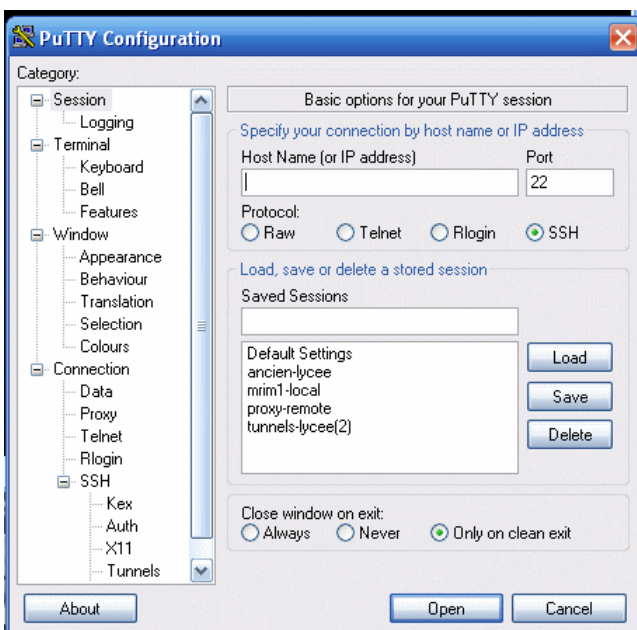 PuTTY Configuration
Category:
Session
Logging
Terminal
Keyboard
Bell
Features
Window
Appearance
Behaviour
Translation
Selection
Colours
Connection
Data
Proxy
Telnet
Rlogin
SSH
Kex
Auth
X11
Tunnels
Basic options for your PuTTY session
Specify your connection by host name or IP address
Host Name (or IP address) Port
22
Protocol:
Raw Telnet Rlogin SSH
Load, save or delete a stored session
Saved Sessions
Default Settings
ancien-lycee
mrim1-local
proxy-remote
tunnels-lycee(2)
Load
Save
Delete
Close window on exit:
Always Never Only on clean exit
About Open Cancel